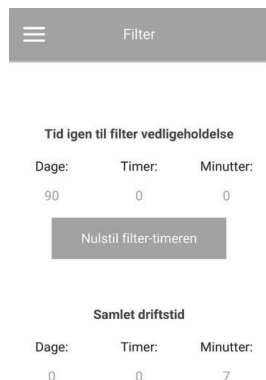 Filter
Tid igen til filter vedligeholdelse
Dage: Timer: Minutter:
90 0 0
Nulstil filter-timeren
Samlet driftstid
Dage: Timer: Minutter:
0 0 7